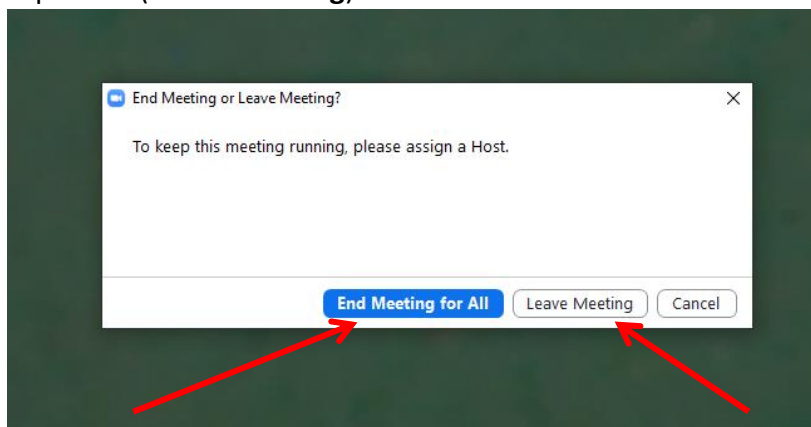 End Meeting or Leave Meeting?
To keep this meeting running, please assign a Host.
End Meeting for All Leave Meeting Cancel